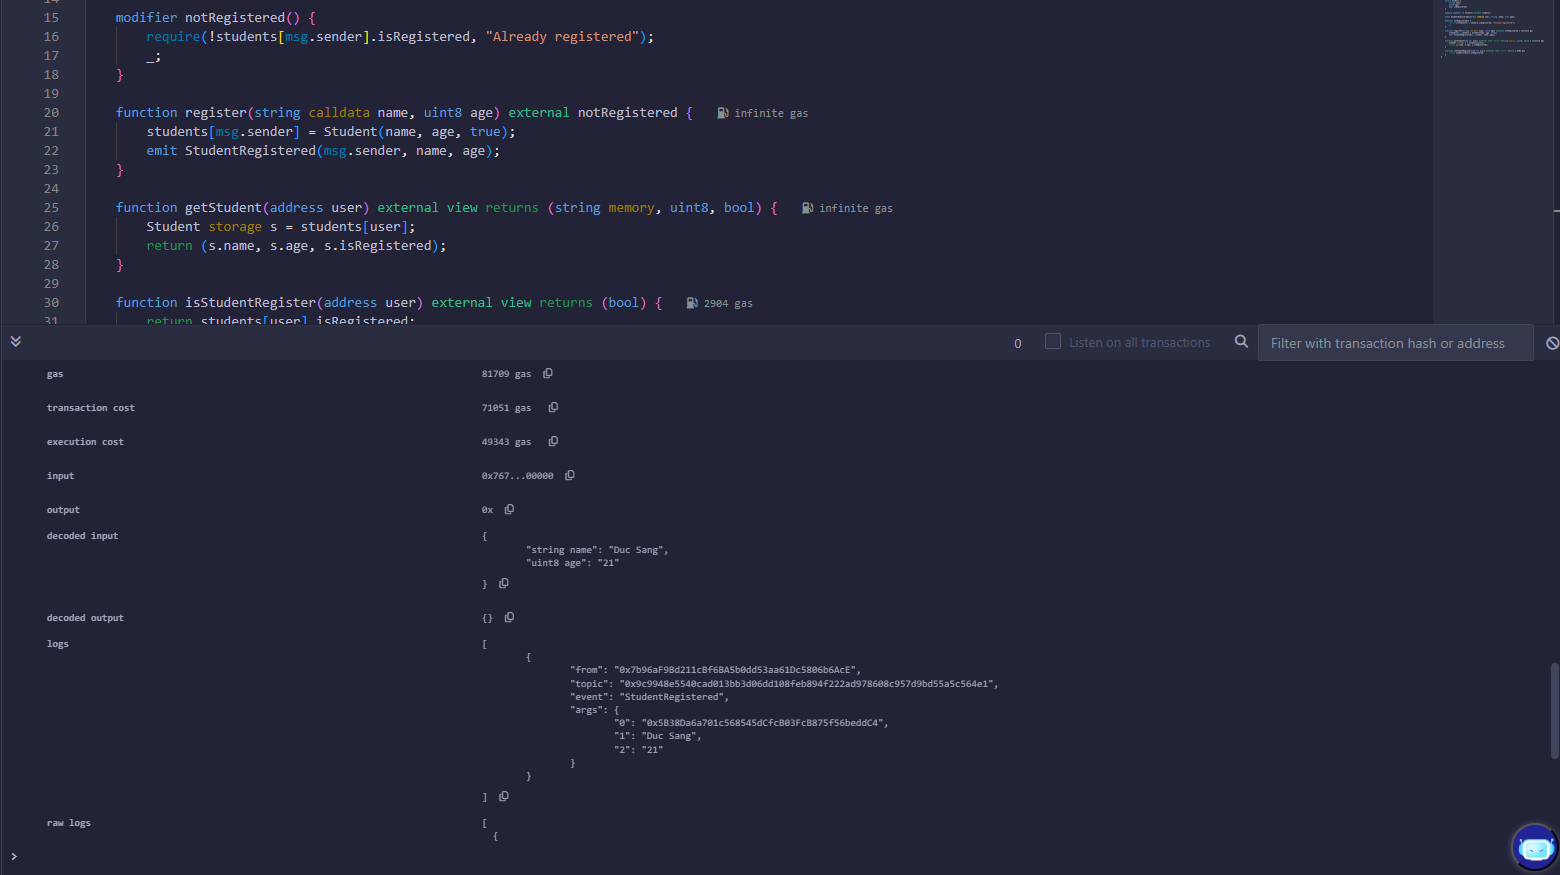 14
15 modifier notRegistered() {
16 require(!students[msg.sender].isRegistered, "Already registered");
17 _;
18 }
19
20 function register(string calldata name, uint8 age) external notRegistered { infinite gas
21 students[msg.sender] = Student(name, age, true);
22 emit StudentRegistered(msg.sender, name, age);
23 }
24
25 function getStudent(address user) external view returns (string memory, uint8, bool) { infinite gas
26 Student storage s = students[user];
27 return (s.name, s.age, s.isRegistered);
28 }
29
30 function isStudentRegister(address user) external view returns (bool) { 2904 gas
31 return students[user].isRegistered;
0 Listen on all transactions Filter with transaction hash or address
gas 81709 gas
transaction cost 71051 gas
execution cost 49343 gas
input 0x767...00000
output 0x
decoded input {
"string name": "Duc Sang",
"uint8 age": "21"
}
decoded output {}
logs [
{
"from": "0x7b96aF9Bd211cBf6BA5b0dd53aa61Dc5806b6AcE",
"topic": "0x9c9948e5540cad013bb3d06dd108feb894f222ad978608c957d9bd55a5c564e1",
"event": "StudentRegistered",
"args": {
"0": "0x5B38Da6a701c568545dCfcB03FcB875f56beddC4",
"1": "Duc Sang",
"2": "21"
}
}
]
raw logs [
{
>